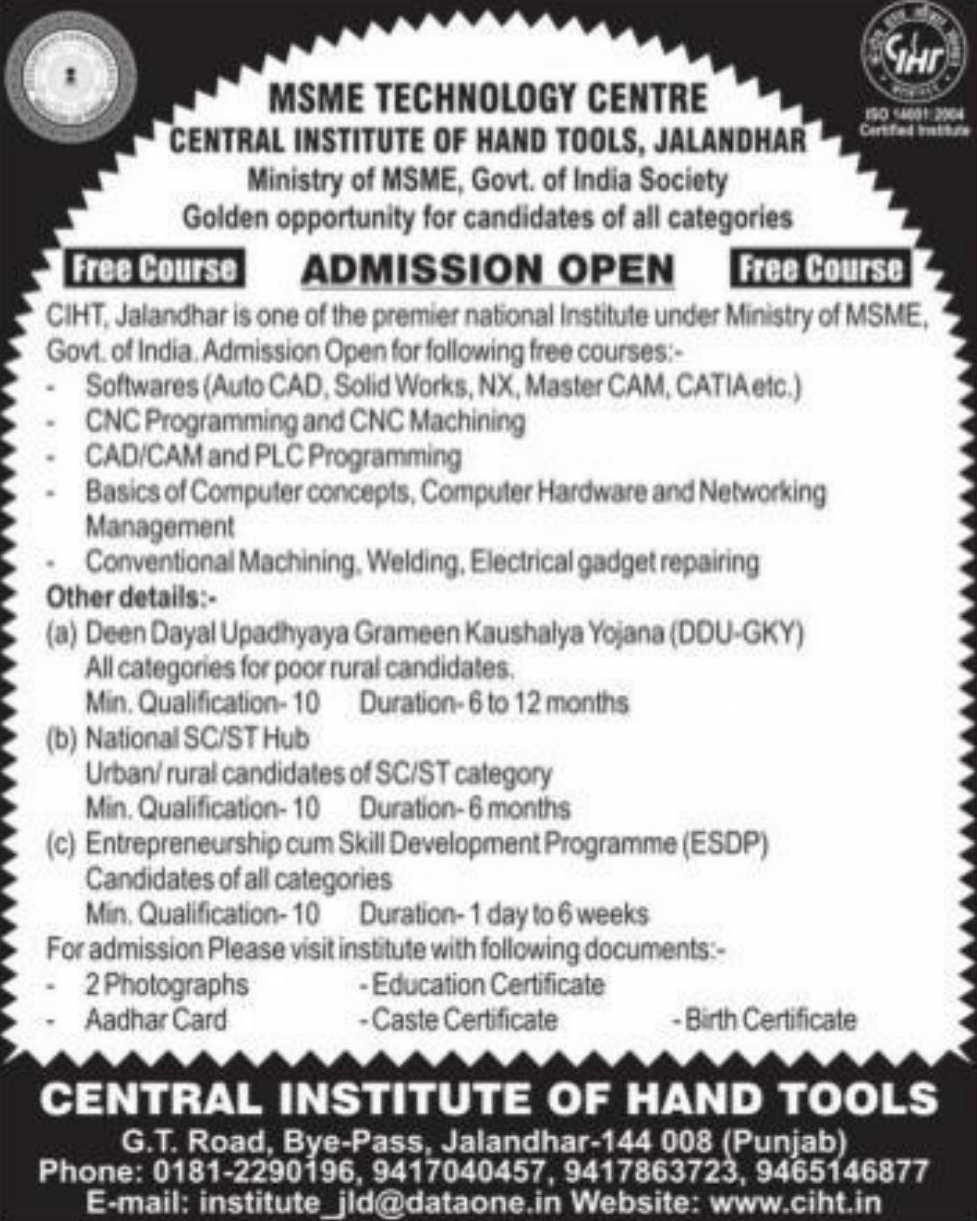 CIHT
ISO 14001:2004
Certified Institute
MSME TECHNOLOGY CENTRE
CENTRAL INSTITUTE OF HAND TOOLS, JALANDHAR
Ministry of MSME, Govt. of India Society
Golden opportunity for candidates of all categories
Free Course ADMISSION OPEN Free Course
CIHT, Jalandhar is one of the premier national Institute under Ministry of MSME,
Govt. of India. Admission Open for following free courses:-
- Softwares (Auto CAD, Solid Works, NX, Master CAM, CATIA etc.)
- CNC Programming and CNC Machining
- CAD/CAM and PLC Programming
- Basics of Computer concepts, Computer Hardware and Networking
Management
- Conventional Machining, Welding, Electrical gadget repairing
Other details:-
(a) Deen Dayal Upadhyaya Grameen Kaushalya Yojana (DDU-GKY)
All categories for poor rural candidates.
Min. Qualification- 10 Duration- 6 to 12 months
(b) National SC/ST Hub
Urban/ rural candidates of SC/ST category
Min. Qualification- 10 Duration- 6 months
(c) Entrepreneurship cum Skill Development Programme (ESDP)
Candidates of all categories
Min. Qualification- 10 Duration- 1 day to 6 weeks
For admission Please visit institute with following documents:-
- 2 Photographs - Education Certificate
- Aadhar Card - Caste Certificate - Birth Certificate
CENTRAL INSTITUTE OF HAND TOOLS
G.T. Road, Bye-Pass, Jalandhar-144 008 (Punjab)
Phone: 0181-2290196, 9417040457, 9417863723, 9465146877
E-mail: institute_jld@dataone.in Website: www.ciht.in